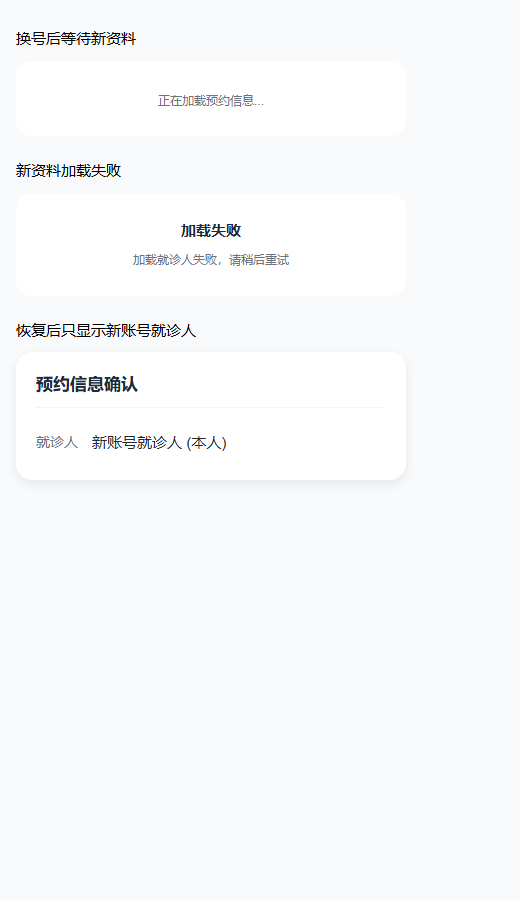 换号后等待新资料
正在加载预约信息...
新资料加载失败
加载失败
加载就诊人失败，请稍后重试
恢复后只显示新账号就诊人
预约信息确认
就诊人 新账号就诊人 (本人)